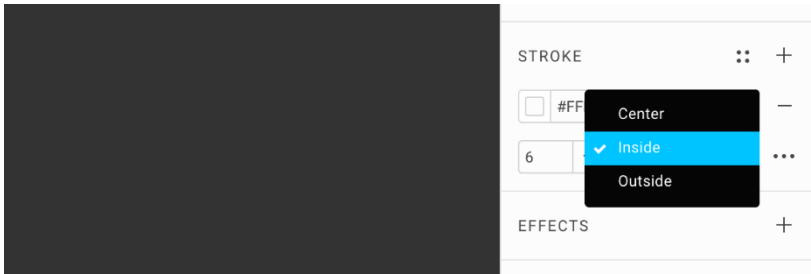 STROKE
#FF
Center
Inside
6
Outside
EFFECTS